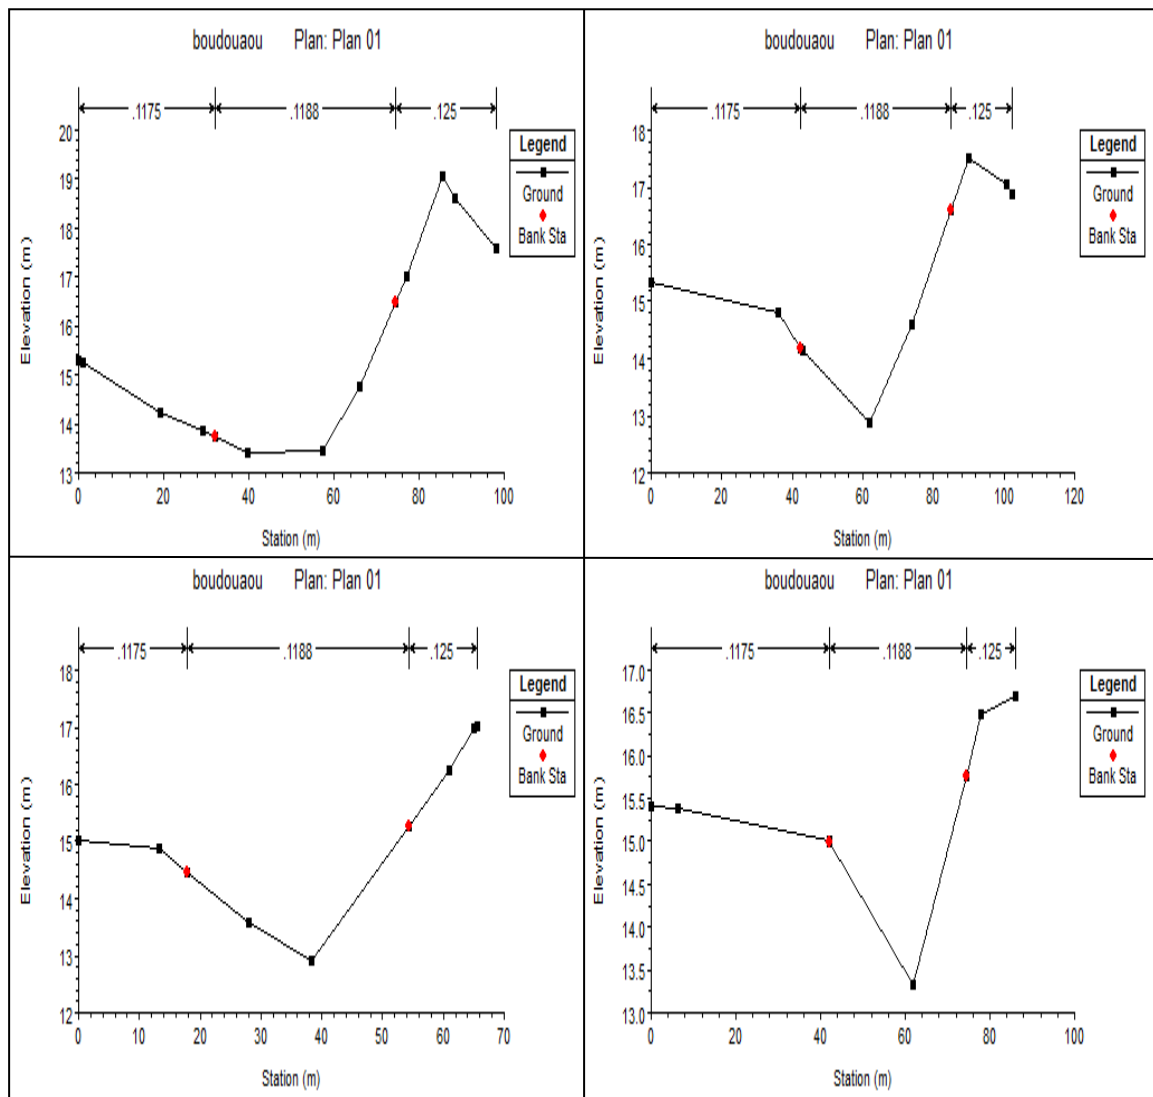 boudouaou Plan: Plan 01
.1175 .1188 .125
Legend
Ground
Bank Sta
Elevation (m)
20
19
18
17
16
15
14
13
0 20 40 60 80 100
Station (m)
boudouaou Plan: Plan 01
.1175 .1188 .125
Legend
Ground
Bank Sta
Elevation (m)
18
17
16
15
14
13
12
0 20 40 60 80 100 120
Station (m)
boudouaou Plan: Plan 01
.1175 .1188 .125
Legend
Ground
Bank Sta
Elevation (m)
18
17
16
15
14
13
12
0 10 20 30 40 50 60 70
Station (m)
boudouaou Plan: Plan 01
.1175 .1188 .125
Legend
Ground
Bank Sta
Elevation (m)
17.0
16.5
16.0
15.5
15.0
14.5
14.0
13.5
13.0
0 20 40 60 80 100
Station (m)